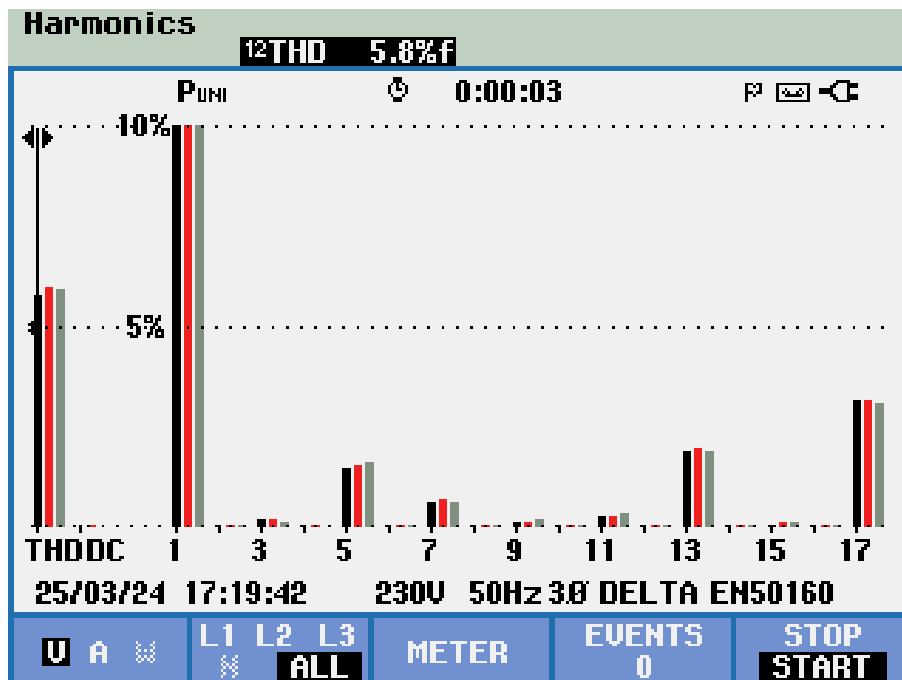 Harmonics
12THD 5.8%f
PUNI 0:00:03
10%
5%
THDDC 1 3 5 7 9 11 13 15 17
25/03/24 17:19:42 230V 50Hz 3.0 DELTA EN50160
V A W L1 L2 L3 N ALL METER EVENTS 0 STOP START